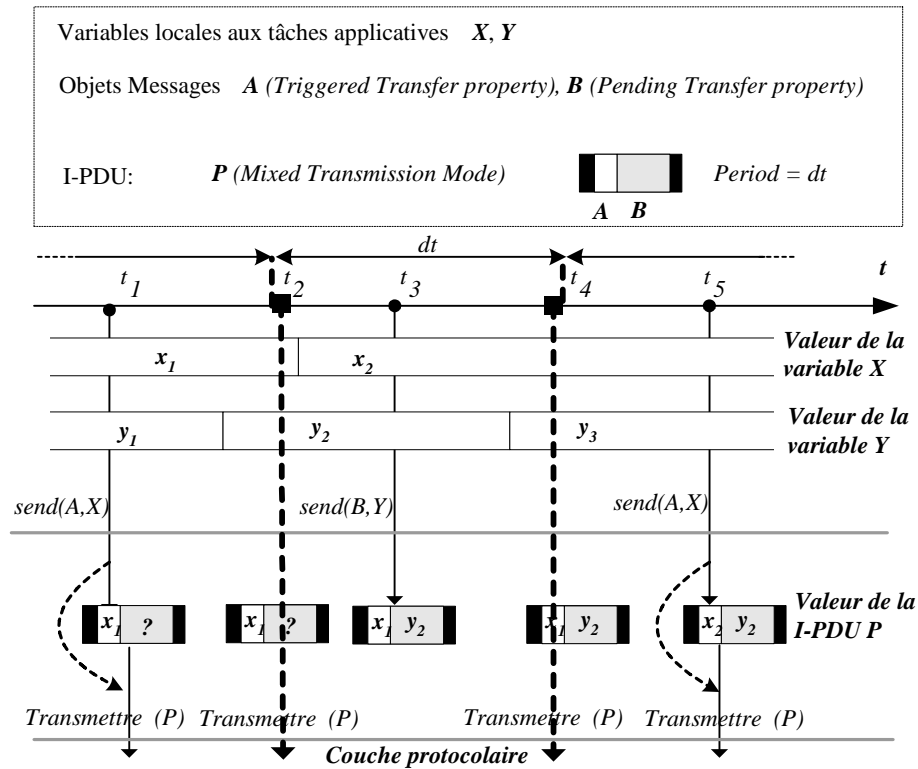 Variables locales aux tâches applicatives X, Y
Objets Messages A (Triggered Transfer property), B (Pending Transfer property)
I-PDU: P (Mixed Transmission Mode) Period = dt
A B
dt
t1 t2 t3 t4 t5 t
x1 x2 Valeur de la
variable X
y1 y2 y3 Valeur de la
variable Y
send(A,X) send(B,Y) send(A,X)
x1 ? x1 ? x1 y2 x1 y2 x2 y2 Valeur de la
I-PDU P
Transmettre (P) Transmettre (P) Transmettre (P) Transmettre (P)
Couche protocolaire